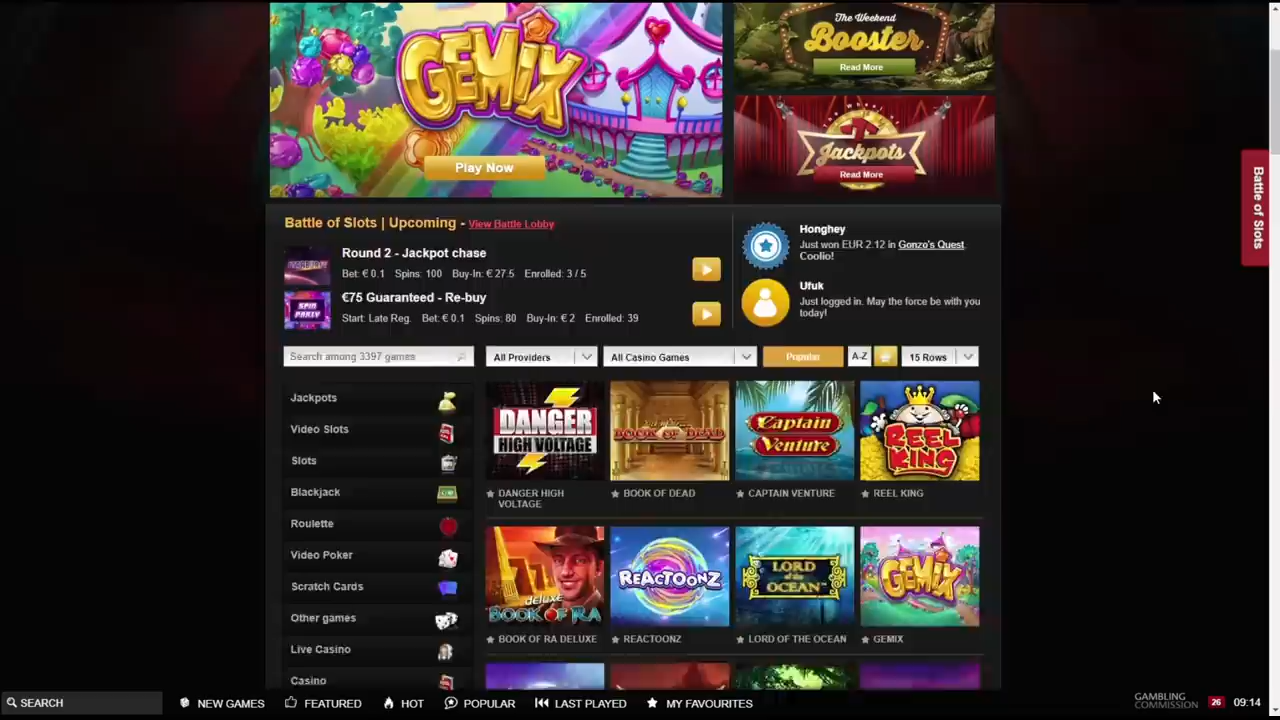 GEMIX
Play Now
The Weekend
Booster
Read More
Jackpots
Read More
Battle of Slots
Battle of Slots | Upcoming - View Battle Lobby
Round 2 - Jackpot chase
Bet: € 0.1 Spins: 100 Buy-In: € 27.5 Enrolled: 3 / 5
SPIN PARTY
€75 Guaranteed - Re-buy
Start: Late Reg. Bet: € 0.1 Spins: 80 Buy-In: € 2 Enrolled: 39
Honghey
Just won EUR 2.12 in Gonzo's Quest.
Coolio!
Ufuk
Just logged in. May the force be with you
today!
Search among 3397 games
All Providers
All Casino Games
Popular
A-Z
15 Rows
Jackpots
Video Slots
Slots
Blackjack
Roulette
Video Poker
Scratch Cards
Other games
Live Casino
Casino
DANGER
HIGH VOLTAGE
BOOK OF DEAD
Captain
Venture
REEL
KING
DANGER HIGH
VOLTAGE
BOOK OF DEAD
CAPTAIN VENTURE
REEL KING
deluxe
BOOK OF RA
REACTOONZ
LORD
of the
OCEAN™
GEMIX
BOOK OF RA DELUXE
REACTOONZ
LORD OF THE OCEAN
GEMIX
SEARCH
NEW GAMES
FEATURED
HOT
POPULAR
LAST PLAYED
MY FAVOURITES
GAMBLING
COMMISSION
26
09:14